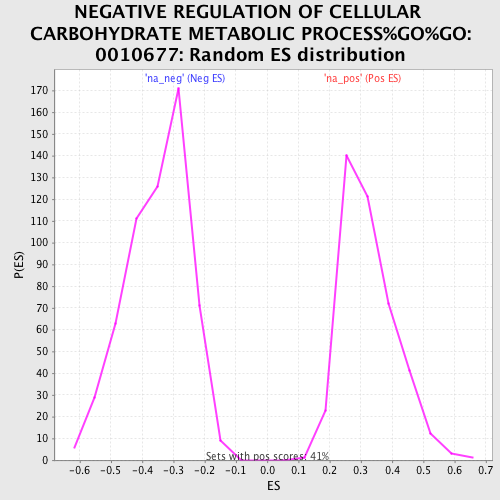 NEGATIVE REGULATION OF CELLULAR
CARBOHYDRATE METABOLIC PROCESS%GO%GO:
0010677: Random ES distribution
'na_neg' (Neg ES) 'na_pos' (Pos ES)
170
160
150
140
130
120
110
100
90
80
70
60
50
40
30
20
10
0
P(ES)
Sets with pos scores: 41%
-0.6 -0.5 -0.4 -0.3 -0.2 -0.1 0.0 0.1 0.2 0.3 0.4 0.5 0.6 0.7
ES